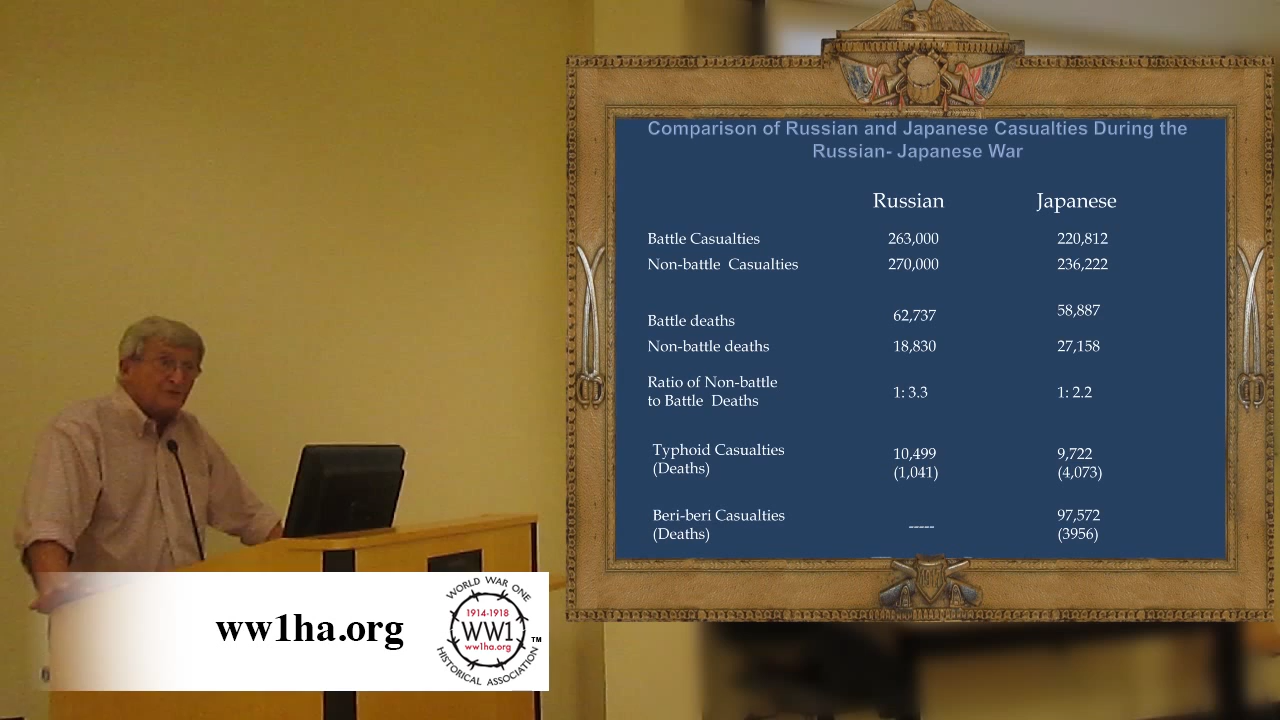 Comparison of Russian and Japanese Casualties During the
Russian- Japanese War
Russian Japanese
Battle Casualties 263,000 220,812
Non-battle Casualties 270,000 236,222
Battle deaths 62,737 58,887
Non-battle deaths 18,830 27,158
Ratio of Non-battle
to Battle Deaths 1: 3.3 1: 2.2
Typhoid Casualties 10,499 9,722
(Deaths) (1,041) (4,073)
Beri-beri Casualties ----- 97,572
(Deaths) (3956)
ww1ha.org
WORLD WAR ONE
1914-1918
WW1
ww1ha.org
HISTORICAL ASSOCIATION
TM